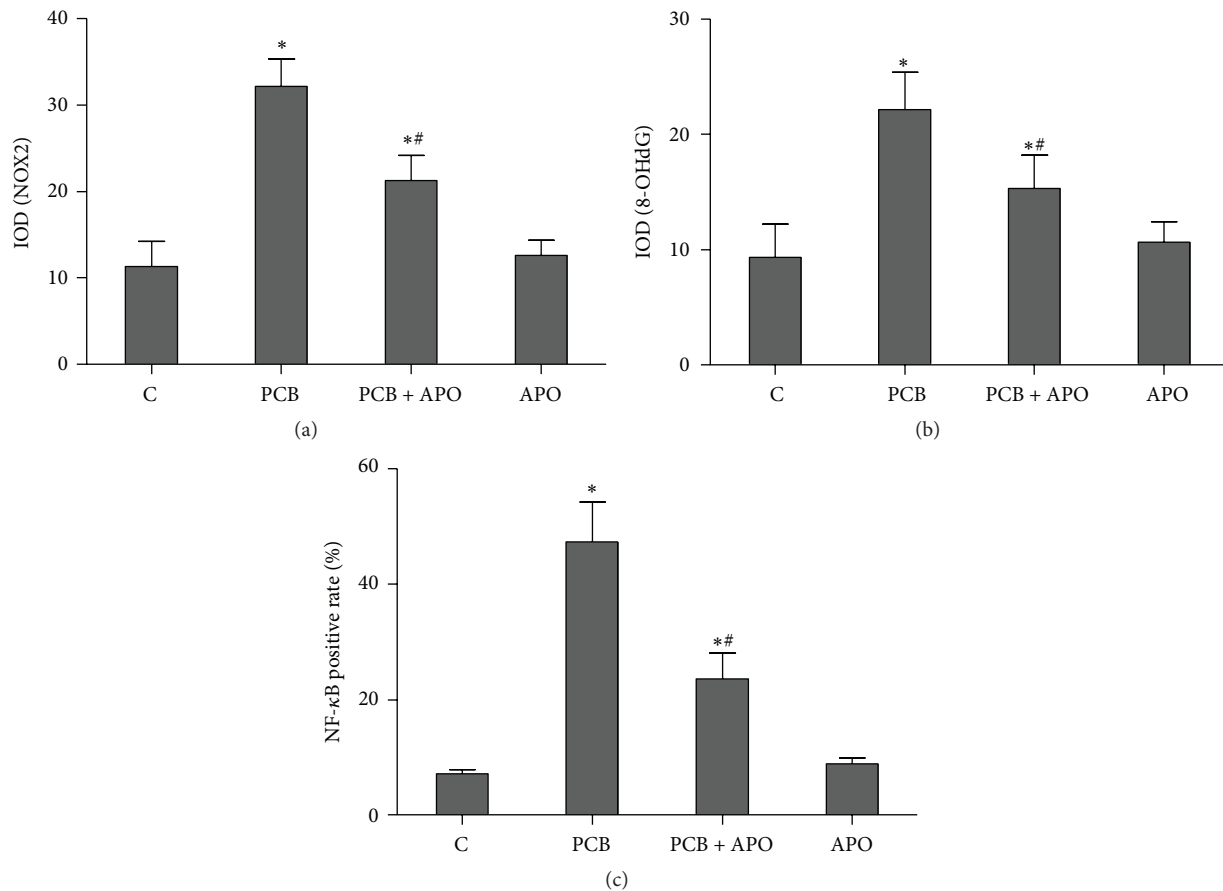 IOD (NOX2)
40
30
20
10
0
*
*#
C
PCB
PCB + APO
APO
(a)
IOD (8-OHdG)
30
20
10
0
*
*#
C
PCB
PCB + APO
APO
(b)
NF-κB positive rate (%)
60
40
20
0
*
*#
C
PCB
PCB + APO
APO
(c)